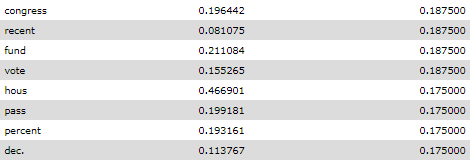 congress 0.196442 0.187500
recent 0.081075 0.187500
fund 0.211084 0.187500
vote 0.155265 0.187500
hous 0.466901 0.175000
pass 0.199181 0.175000
percent 0.193161 0.175000
dec. 0.113767 0.175000